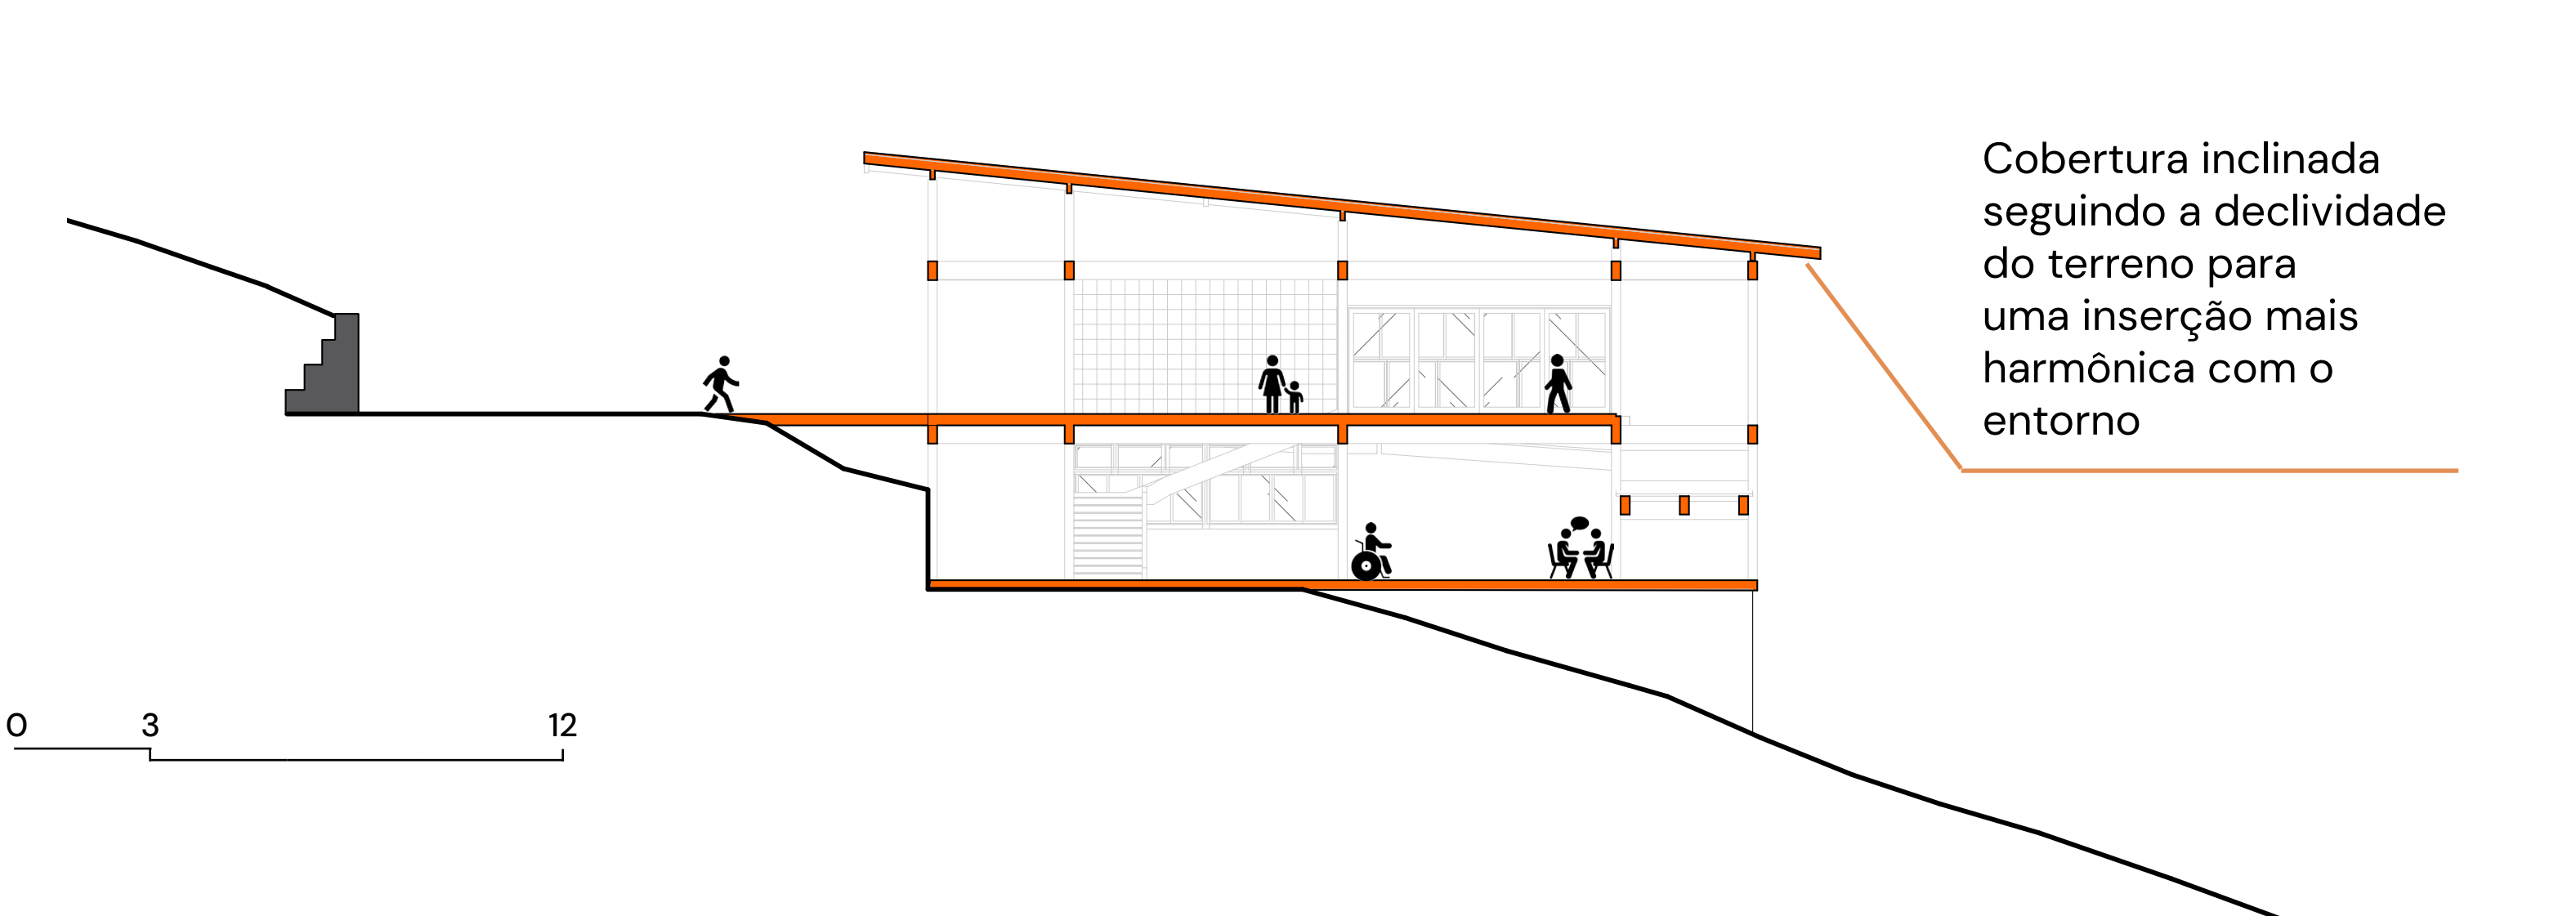 Cobertura inclinada
seguindo a declividade
do terreno para
uma inserção mais
harmônica com o
entorno
0 3 12